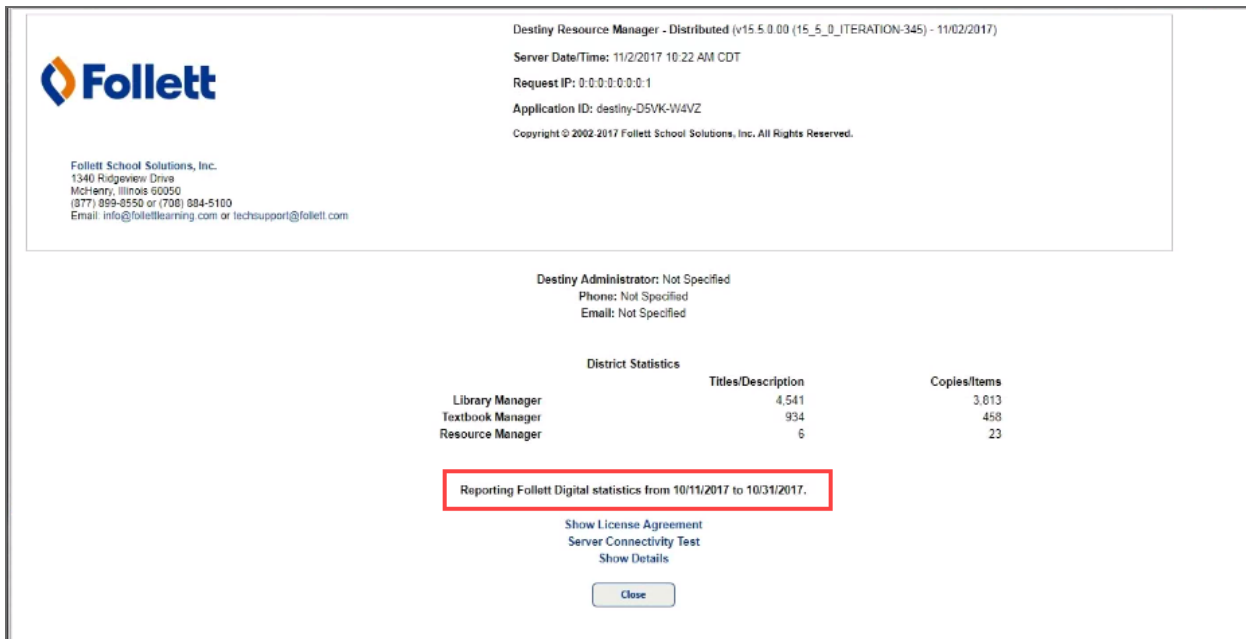 Follett
Destiny Resource Manager - Distributed (v15.5.0.00 (15_5_0_ITERATION-345) - 11/02/2017)
Server Date/Time: 11/2/2017 10:22 AM CDT
Request IP: 0:0:0:0:0:0:0:1
Application ID: destiny-D5VK-W4VZ
Copyright © 2002-2017 Follett School Solutions, Inc. All Rights Reserved.
Follett School Solutions, Inc.
1340 Ridgeview Drive
McHenry, Illinois 60050
(877) 899-8550 or (708) 884-5100
Email: info@follettlearning.com or techsupport@follett.com
Destiny Administrator: Not Specified
Phone: Not Specified
Email: Not Specified
District Statistics
Titles/Description Copies/Items
Library Manager 4,541 3,813
Textbook Manager 934 458
Resource Manager 6 23
Reporting Follett Digital statistics from 10/11/2017 to 10/31/2017.
Show License Agreement
Server Connectivity Test
Show Details
Close